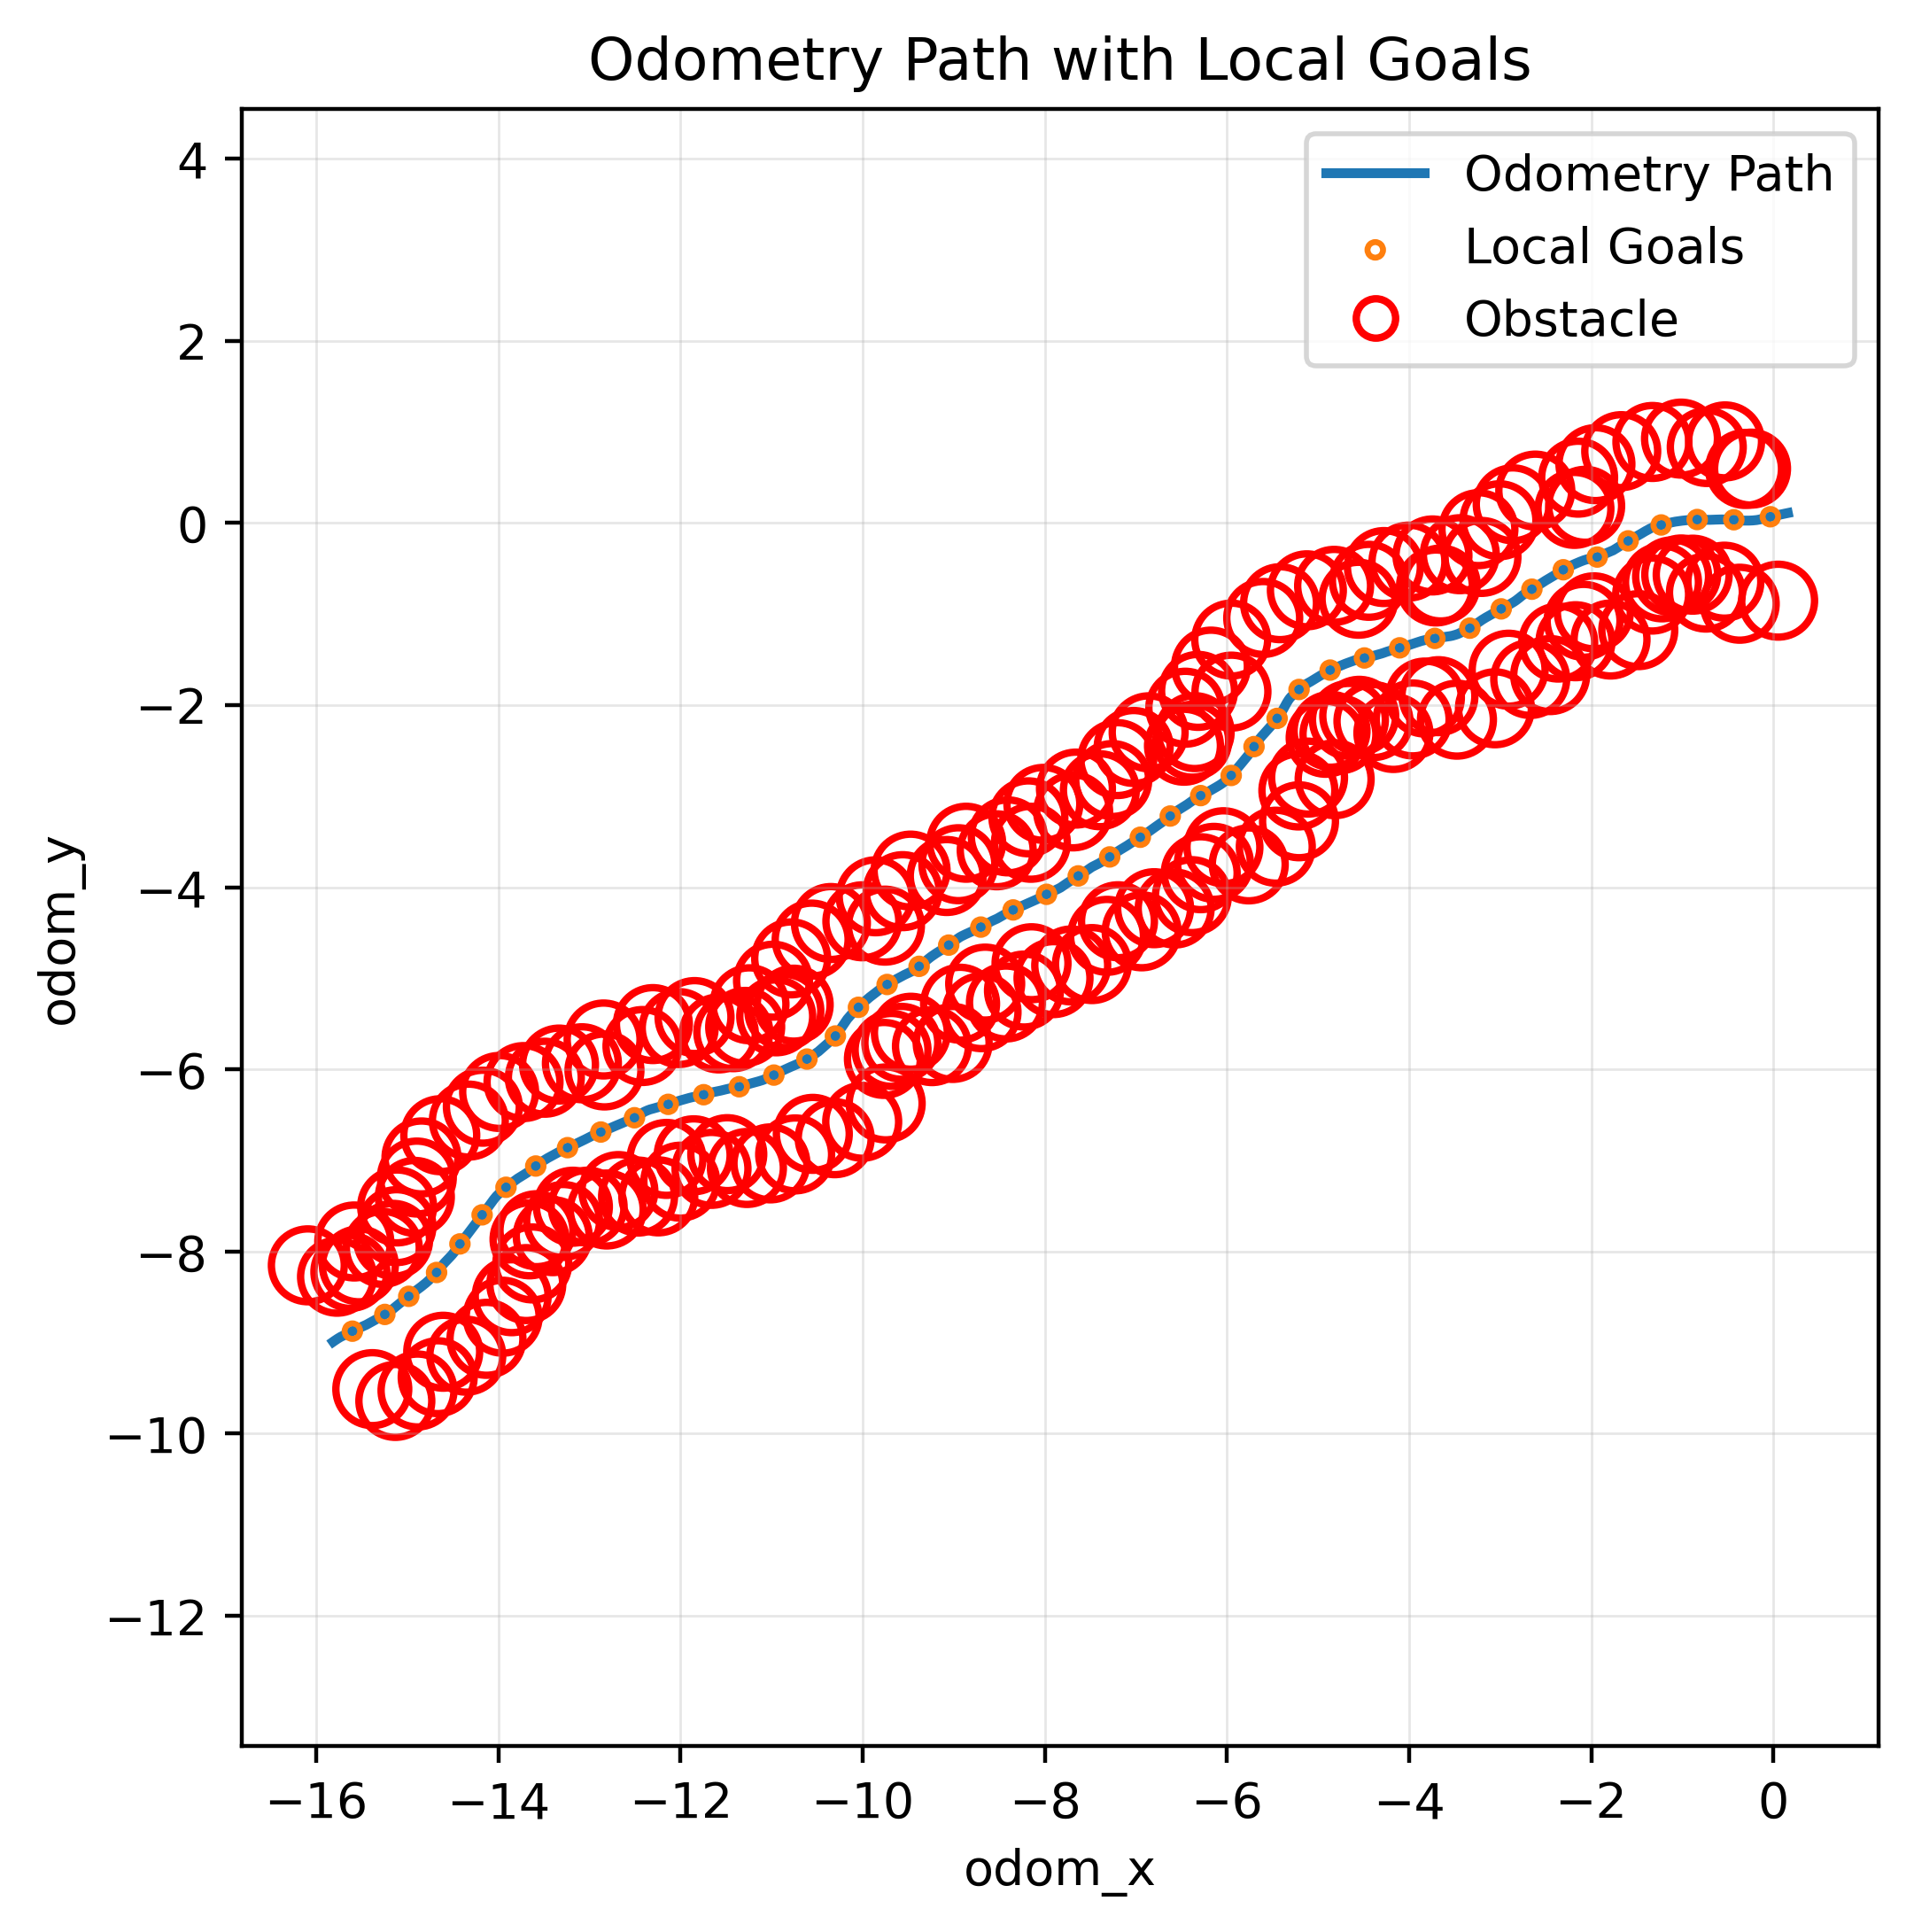 Odometry Path with Local Goals
Odometry Path
Local Goals
Obstacle
4
2
0
−2
−4
−6
−8
−10
−12
odom_y
−16 −14 −12 −10 −8 −6 −4 −2 0
odom_x